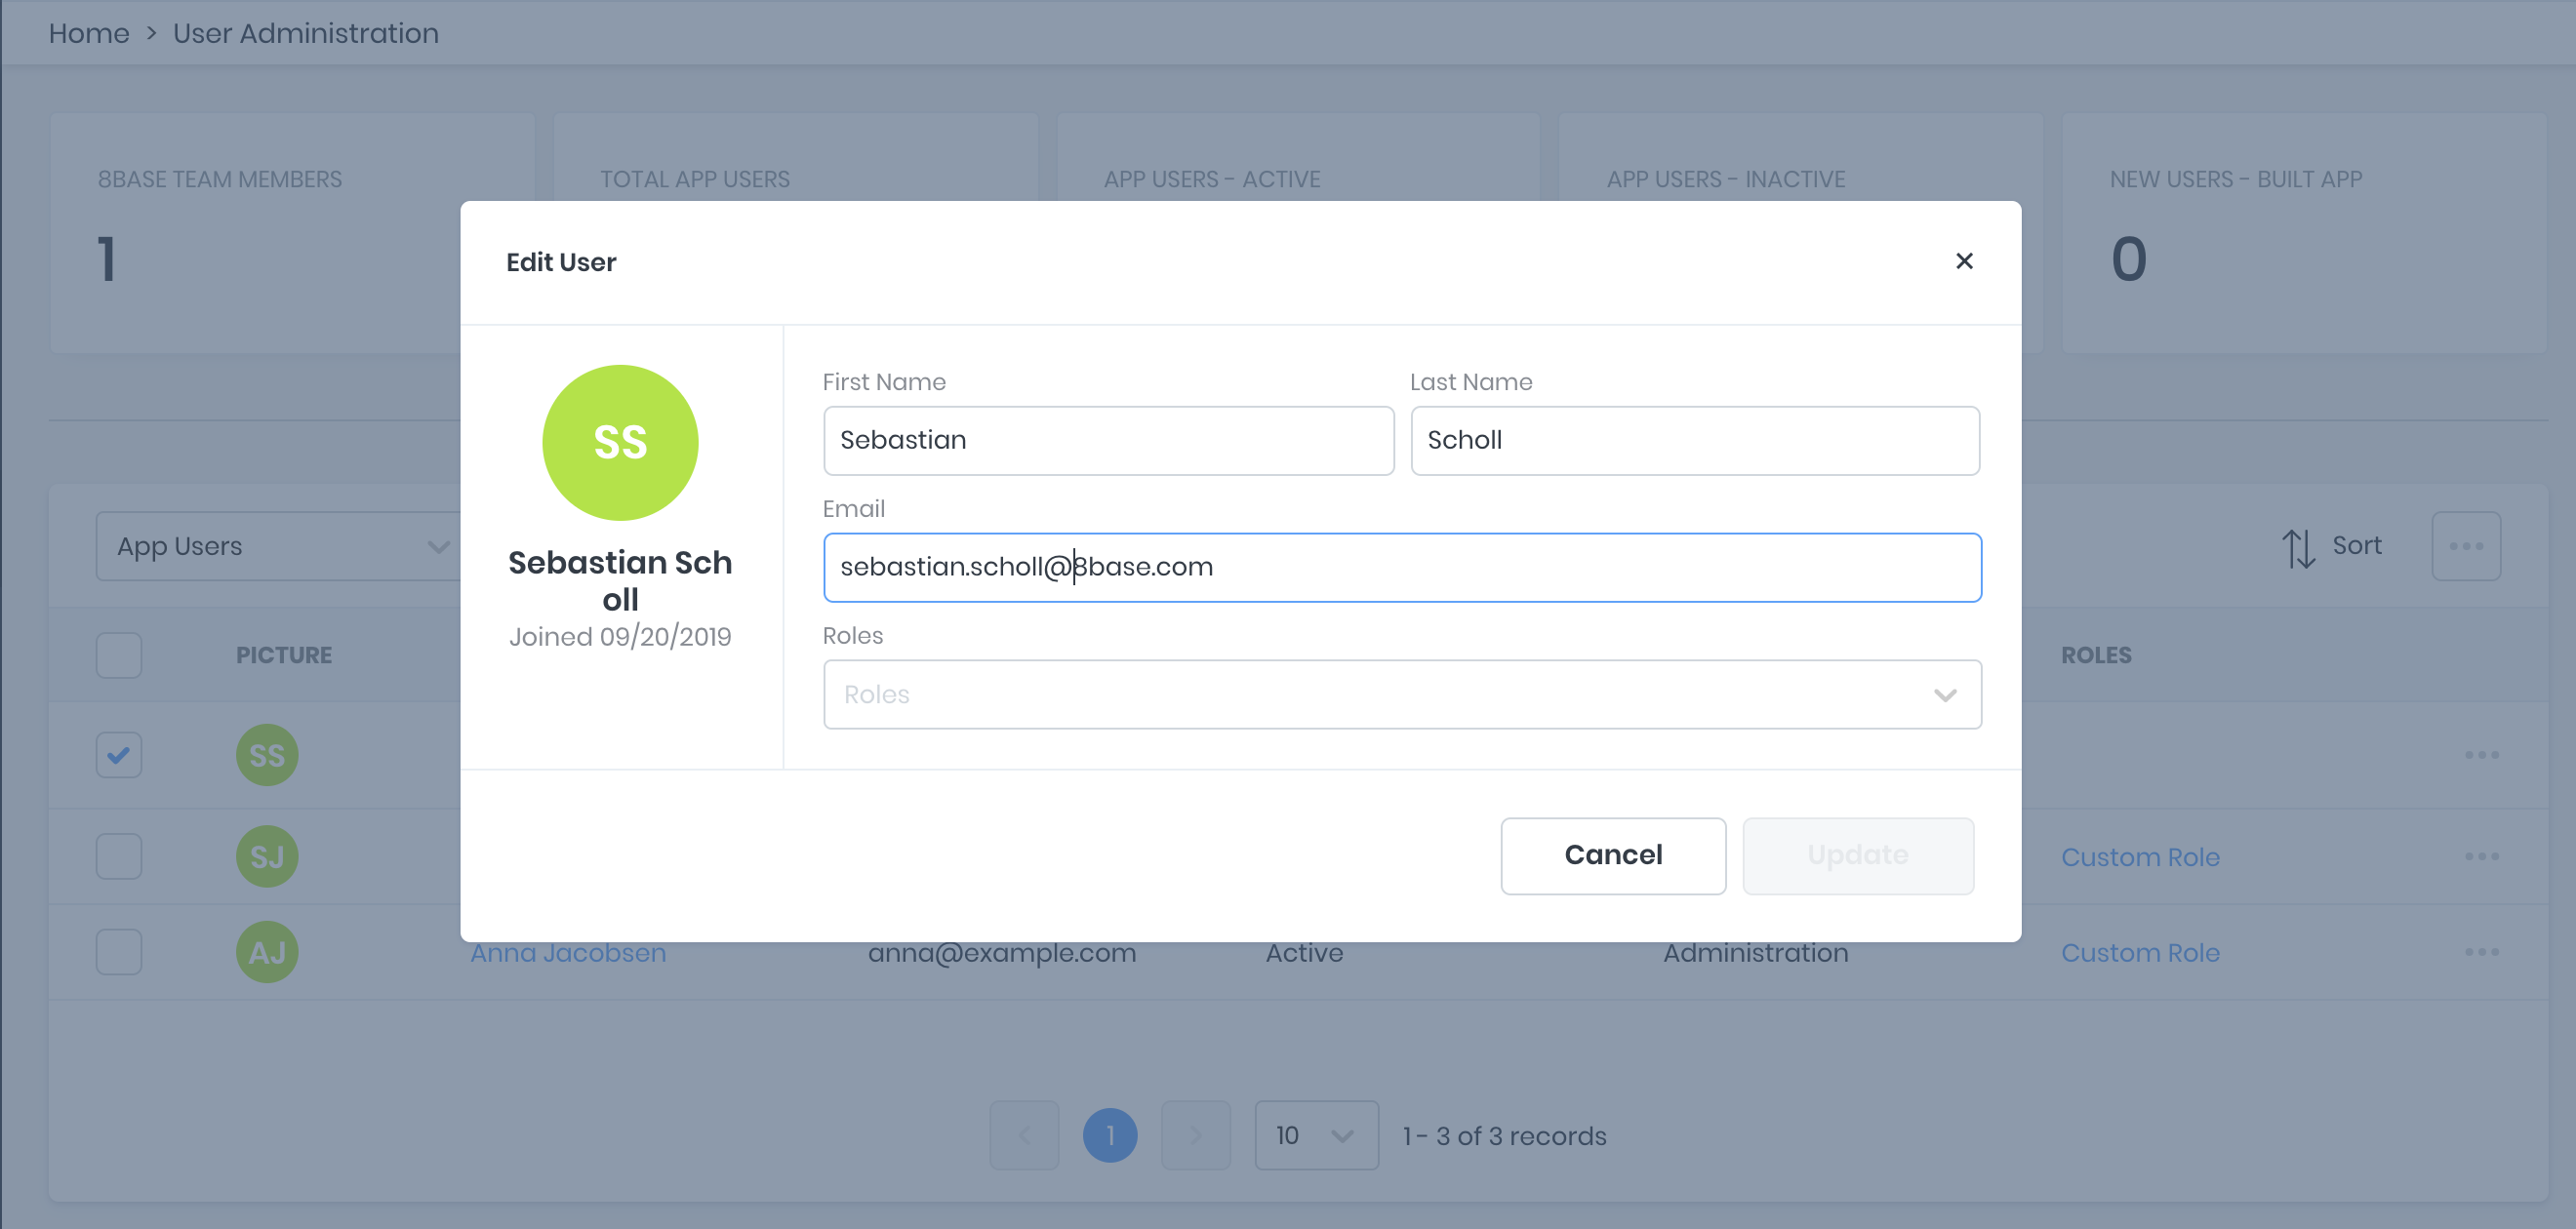 Home > User Administration
8BASE TEAM MEMBERS
TOTAL APP USERS
APP USERS - ACTIVE
APP USERS - INACTIVE
NEW USERS - BUILT APP
1
0
Edit User
SS
Sebastian Sch
oll
Joined 09/20/2019
First Name
Last Name
Sebastian
Scholl
Email
sebastian.scholl@8base.com
Roles
Roles
Cancel
Update
App Users
Sort
PICTURE
ROLES
SS
SJ
Custom Role
AJ
Anna Jacobsen
anna@example.com
Active
Administration
Custom Role
1
10
1 - 3 of 3 records